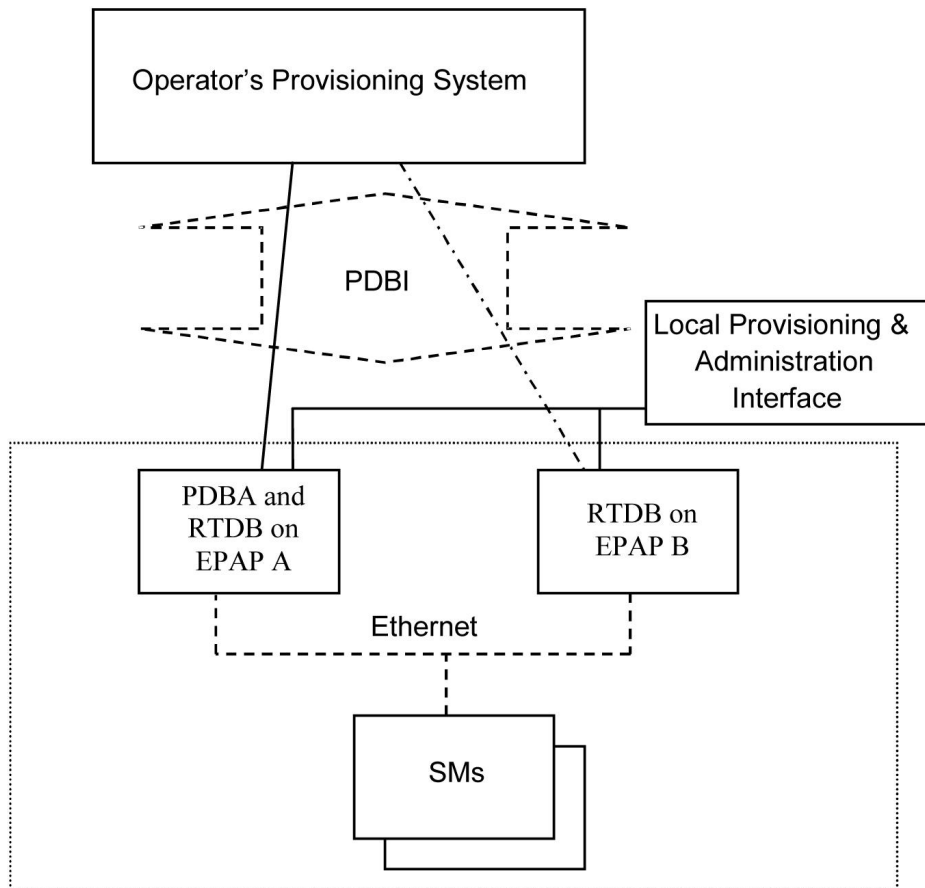 Operator’s Provisioning System
PDBI
Local Provisioning &
Administration
Interface
PDBA and
RTDB on
EPAP A
RTDB on
EPAP B
Ethernet
SMs